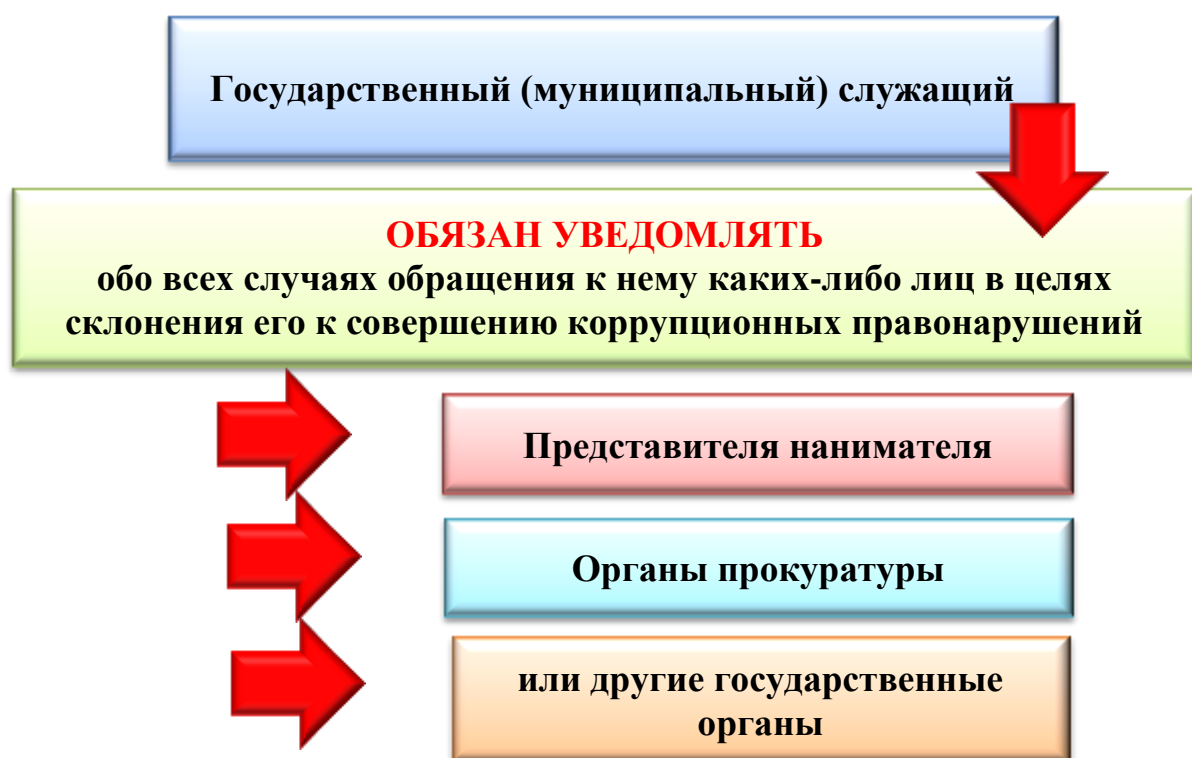 Государственный (муниципальный) служащий
ОБЯЗАН УВЕДОМЛЯТЬ
обо всех случаях обращения к нему каких-либо лиц в целях
склонения его к совершению коррупционных правонарушений
Представителя нанимателя
Органы прокуратуры
или другие государственные
органы